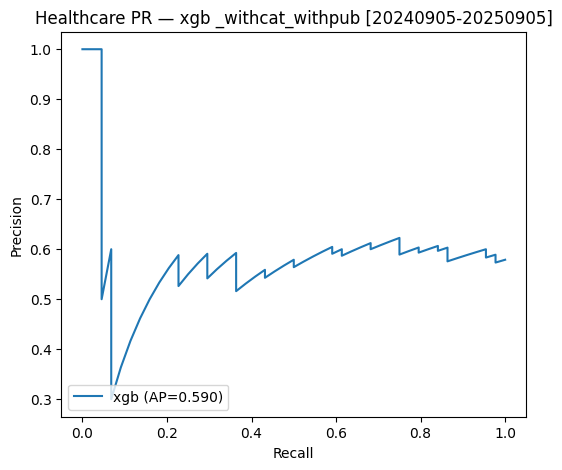 Healthcare PR — xgb _withcat_withpub [20240905-20250905]
1.0
0.9
0.8
0.7
0.6
0.5
0.4
0.3
Precision
xgb (AP=0.590)
0.0 0.2 0.4 0.6 0.8 1.0
Recall